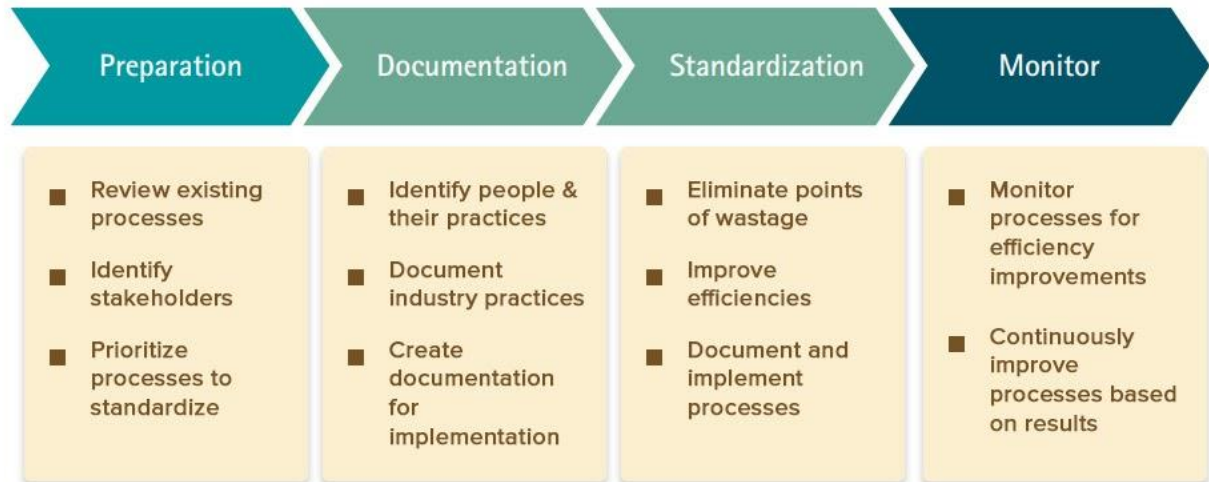 Preparation
Documentation
Standardization
Monitor
Review existing
processes
Identify
stakeholders
Prioritize
processes to
standardize
Identify people &
their practices
Document
industry practices
Create
documentation
for
implementation
Eliminate points
of wastage
Improve
efficiencies
Document and
implement
processes
Monitor
processes for
efficiency
improvements
Continuously
improve
processes based
on results